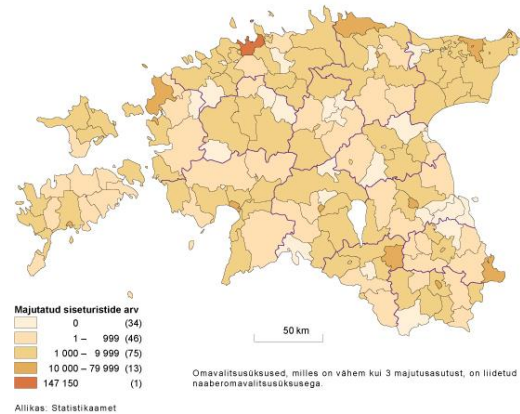 Majutatud siseturistide arv
0 (34)
1 – 999 (46)
1 000 – 9 999 (75)
10 000 – 79 999 (13)
147 150 (1)
50 km
Omavalitsusüksused, milles on vähem kui 3 majutusasutust, on liidetud
naaberomavalitsusüksusega.
Allikas: Statistikaamet